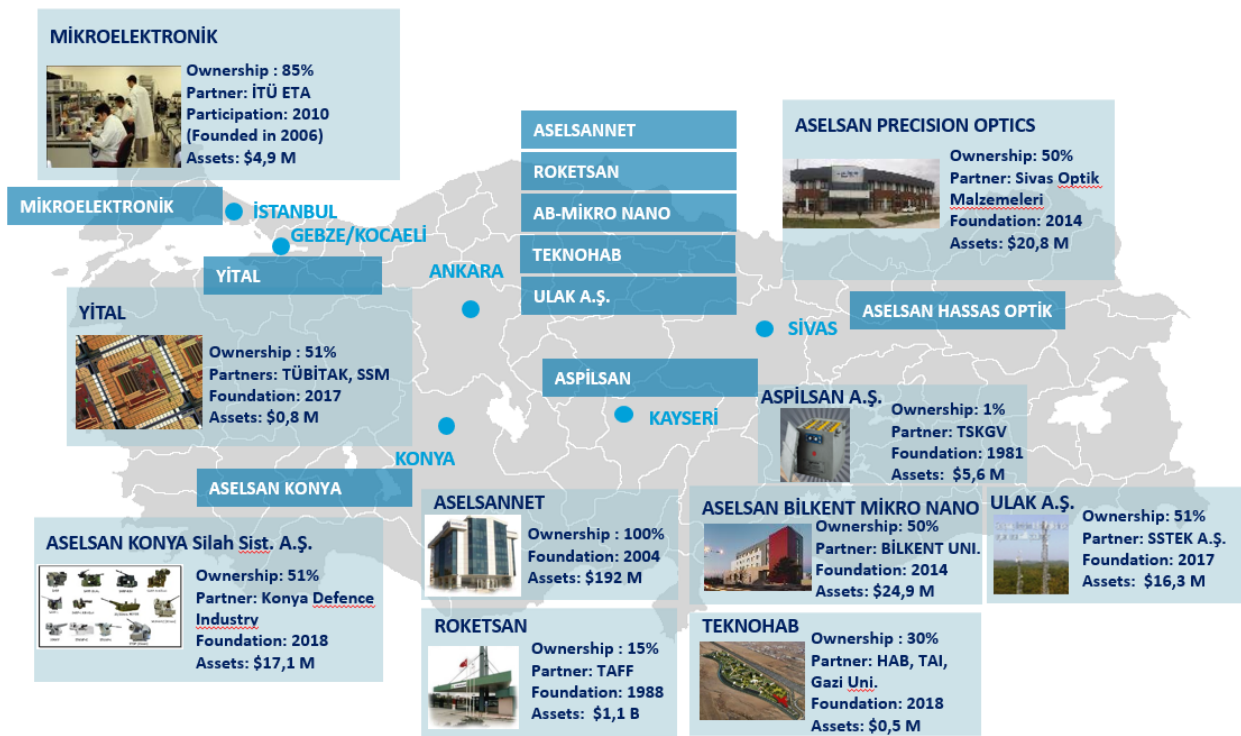 MİKROELEKTRONİK
Ownership : 85%
Partner: İTÜ ETA
Participation: 2010
(Founded in 2006)
Assets: $4,9 M
MİKROELEKTRONİK
İSTANBUL
GEBZE/KOCAELİ
YİTAL
ANKARA
ASELSANNET
ROKETSAN
AB-MİKRO NANO
TEKNOHAB
ULAK A.Ş.
ASELSAN PRECISION OPTICS
Ownership: 50%
Partner: Sivas Optik
Malzemeleri
Foundation: 2014
Assets: $20,8 M
ASELSAN HASSAS OPTİK
SİVAS
YİTAL
Ownership : 51%
Partners: TÜBİTAK, SSM
Foundation: 2017
Assets: $0,8 M
ASPİLSAN
KAYSERİ
KONYA
ASPİLSAN A.Ş.
Ownership: 1%
Partner: TSKGV
Foundation: 1981
Assets: $5,6 M
ASELSAN KONYA
ASELSAN KONYA Silah Sist. A.Ş.
Ownership: 51%
Partner: Konya Defence
Industry
Foundation: 2018
Assets: $17,1 M
ASELSANNET
Ownership : 100%
Foundation: 2004
Assets: $192 M
ASELSAN BİLKENT MİKRO NANO
Ownership: 50%
Partner: BİLKENT UNI.
Foundation: 2014
Assets: $24,9 M
ULAK A.Ş.
Ownership: 51%
Partner: SSTEK A.Ş.
Foundation: 2017
Assets: $16,3 M
ROKETSAN
Ownership : 15%
Partner: TAFF
Foundation: 1988
Assets: $1,1 B
TEKNOHAB
Ownership : 30%
Partner: HAB, TAI,
Gazi Uni.
Foundation: 2018
Assets: $0,5 M